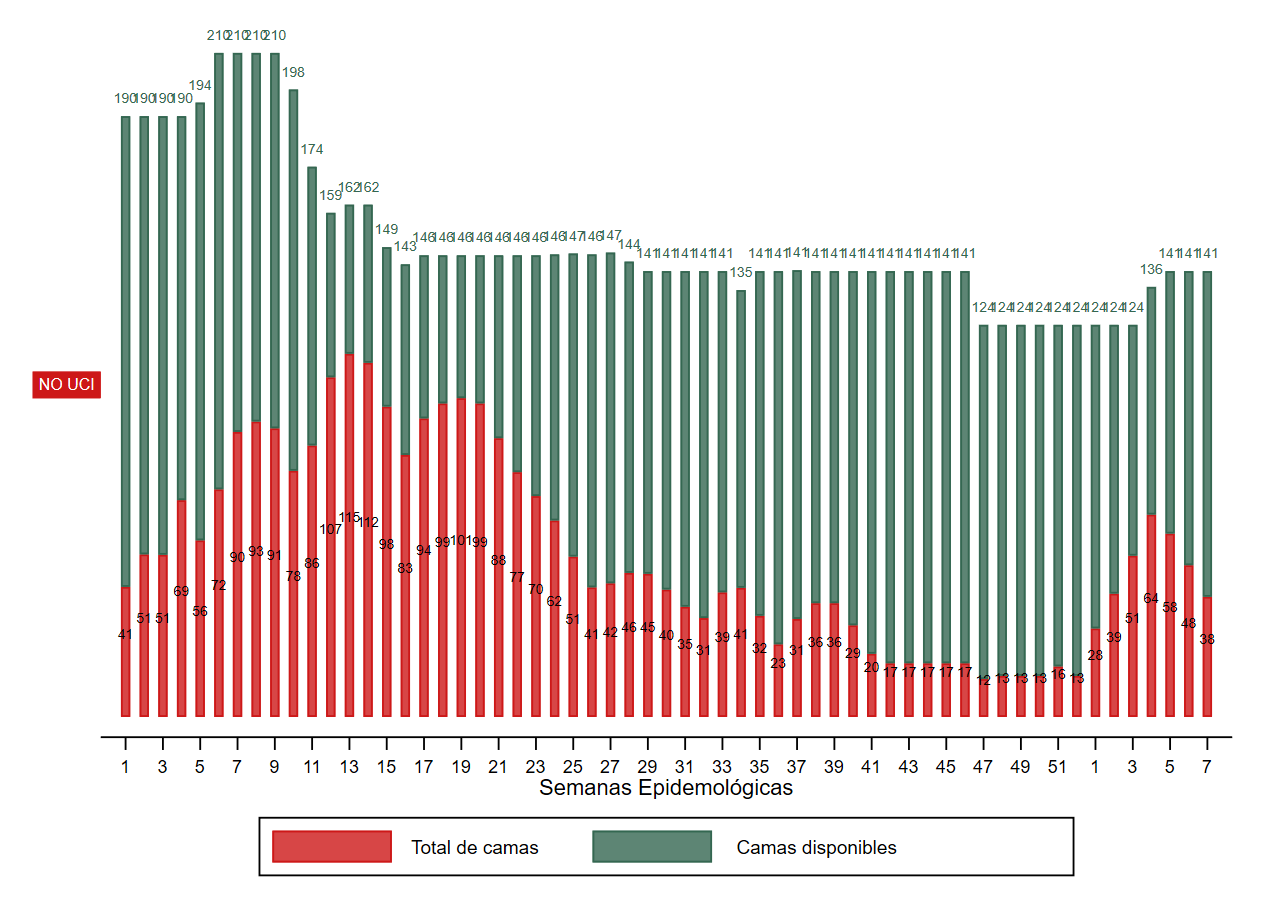 210 210 210 210
198
194
190 190 190 190
174
162 162
159
149
143
146 146 146 146 146 146 146 146 147 146 147
144
141 141 141 141 141
135
141 141 141 141 141 141 141 141 141 141 141 141
124 124 124 124 124 124 124 124 124
136
141 141 141
NO UCI
41 51 51 69 56 72 90 93 91 78 86 107 115 112 98 83 94 99 101 99 88 77 70 62 51 41 42 46 45 40 35 31 39 41 32 23 31 36 36 29 20 17 17 17 17 17 12 13 13 13 16 13 28 39 51 64 58 48 38
1 3 5 7 9 11 13 15 17 19 21 23 25 27 29 31 33 35 37 39 41 43 45 47 49 51 1 3 5 7
Semanas Epidemológicas
Total de camas Camas disponibles